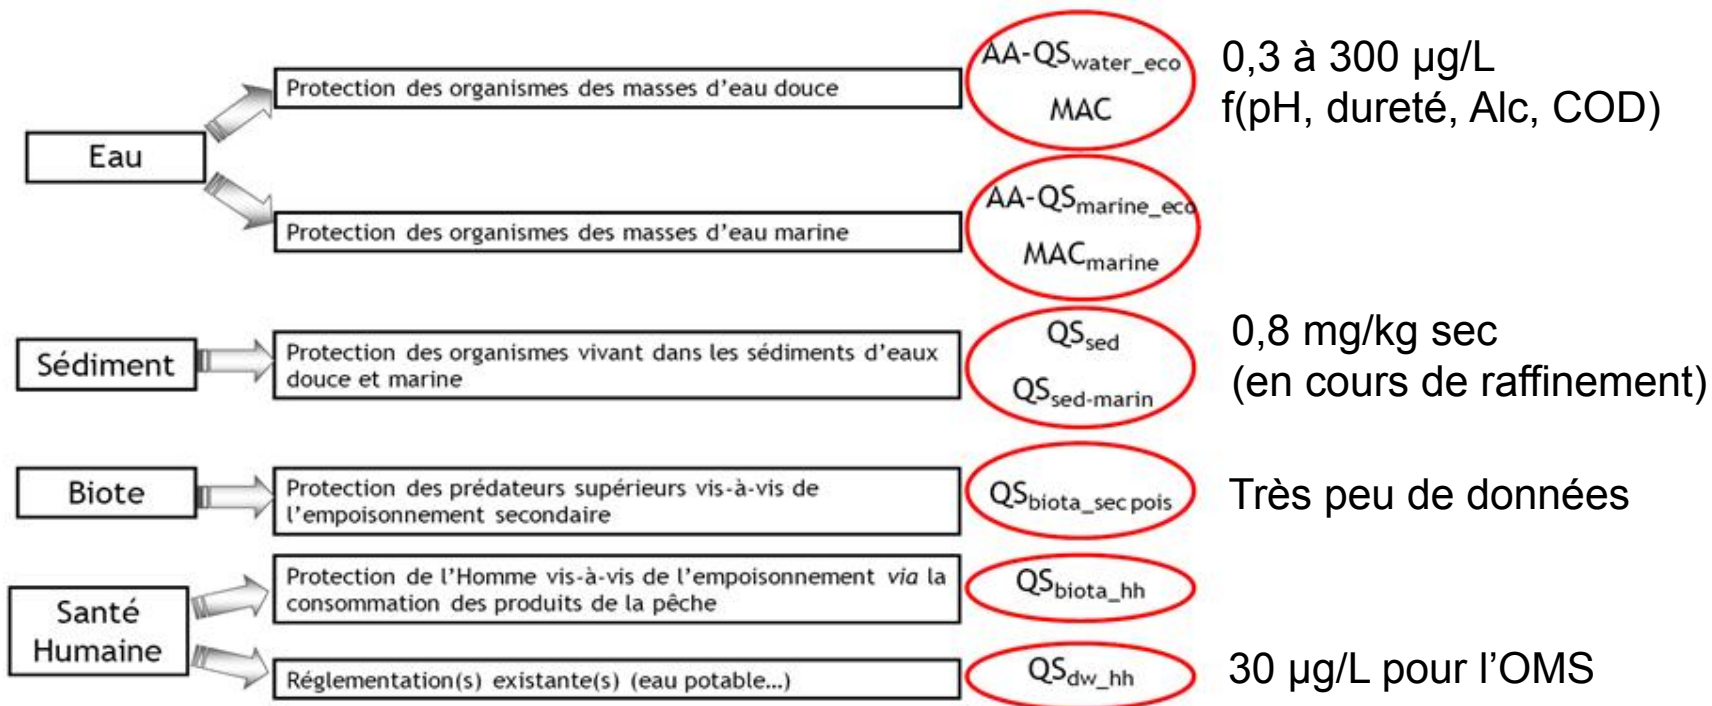 Eau
Protection des organismes des masses d'eau douce
AA-QSwater_eco
MAC
0,3 à 300 µg/L
f(pH, dureté, Alc, COD)
Protection des organismes des masses d'eau marine
AA-QSmarine_eco
MACmarine
Sédiment
Protection des organismes vivant dans les sédiments d'eaux
douce et marine
QSsed
QSsed-marin
0,8 mg/kg sec
(en cours de raffinement)
Biote
Protection des prédateurs supérieurs vis-à-vis de
l'empoisonnement secondaire
QSbiota_sec pois
Très peu de données
Santé
Humaine
Protection de l'Homme vis-à-vis de l'empoisonnement via la
consommation des produits de la pêche
QSbiota_hh
Réglementation(s) existante(s) (eau potable...)
QSdw_hh
30 µg/L pour l'OMS